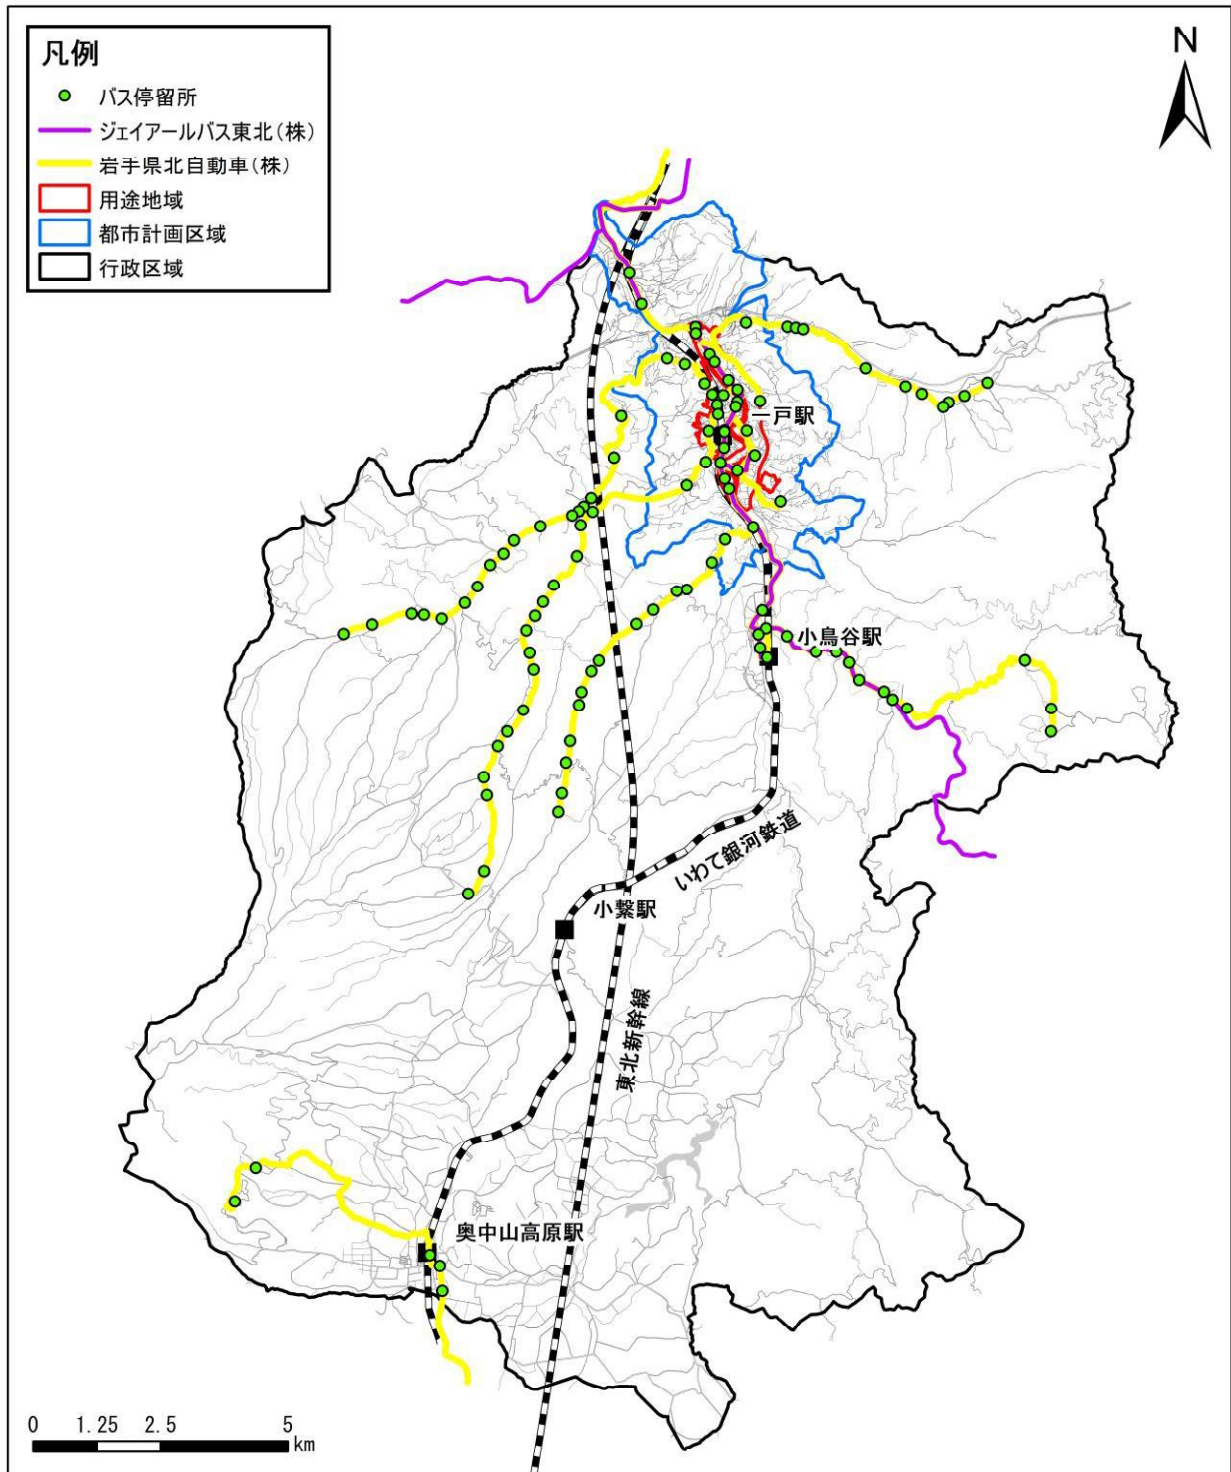 凡例
バス停留所
ジェイアールバス東北(株)
岩手県北自動車(株)
用途地域
都市計画区域
行政区域
N
一戸駅
小鳥谷駅
いわて銀河鉄道
小繋駅
東北新幹線
奥中山高原駅
0 1.25 2.5 5
km